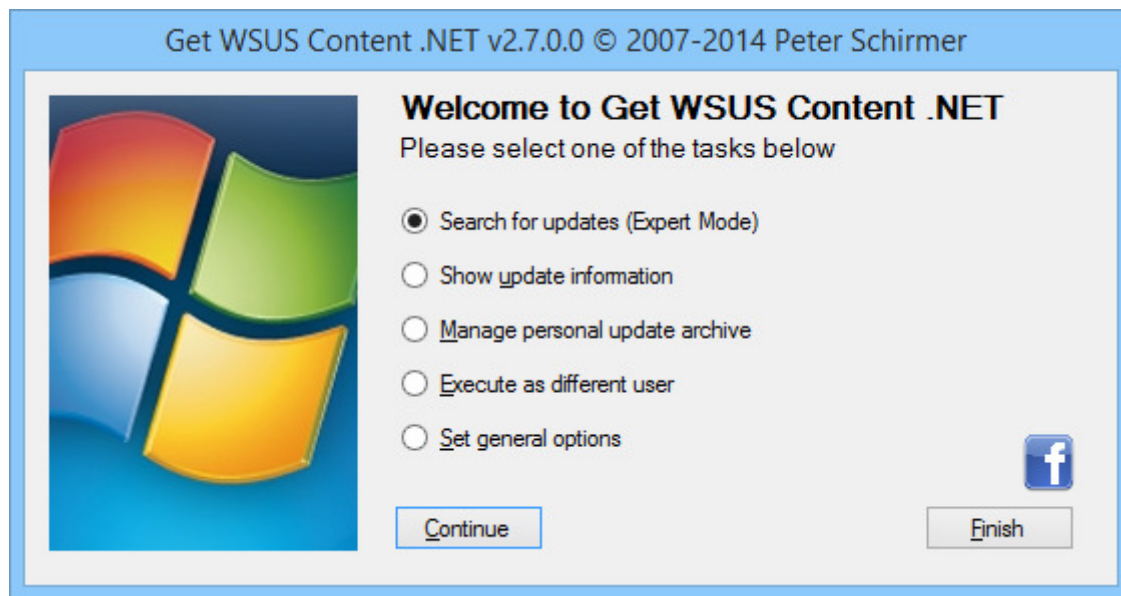 Get WSUS Content .NET v2.7.0.0 © 2007-2014 Peter Schirmer
Welcome to Get WSUS Content .NET
Please select one of the tasks below
Search for updates (Expert Mode)
Show update information
Manage personal update archive
Execute as different user
Set general options
f
Continue
Finish